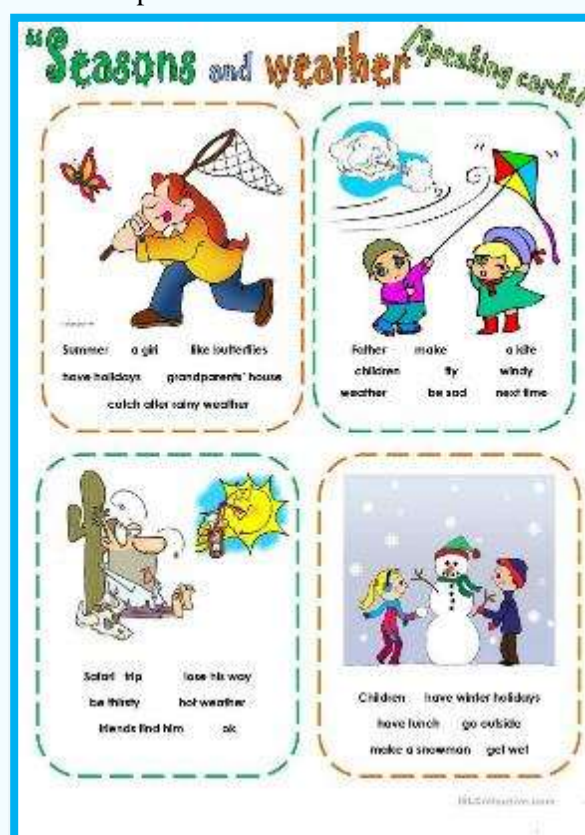 "Seasons and weather
/Speaking cards/
Summer a girl like butterflies
have holidays grandparents' house
catch after rainy weather
Father make a kite
children fly windy
weather be sad next time
Safari trip lose his way
be thirsty hot weather
friends find him ok
Children have winter holidays
have lunch go outside
make a snowman get wet
iSLCollective.com